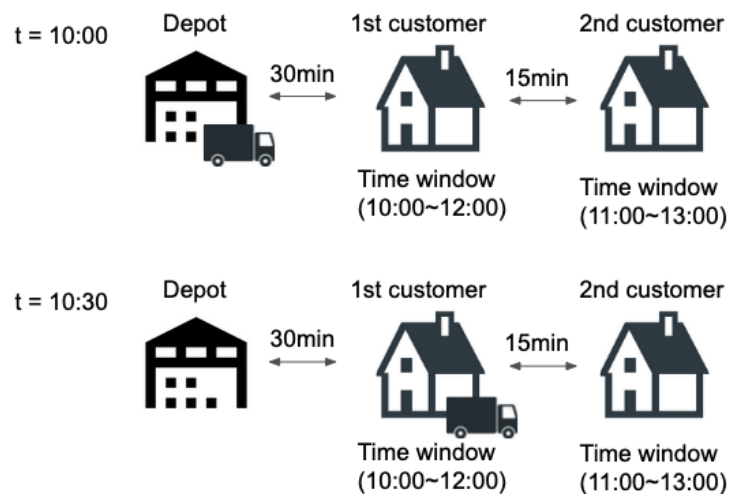 t = 10:00
Depot
1st customer
2nd customer
30min
15min
Time window
(10:00~12:00)
Time window
(11:00~13:00)
t = 10:30
Depot
1st customer
2nd customer
30min
15min
Time window
(10:00~12:00)
Time window
(11:00~13:00)